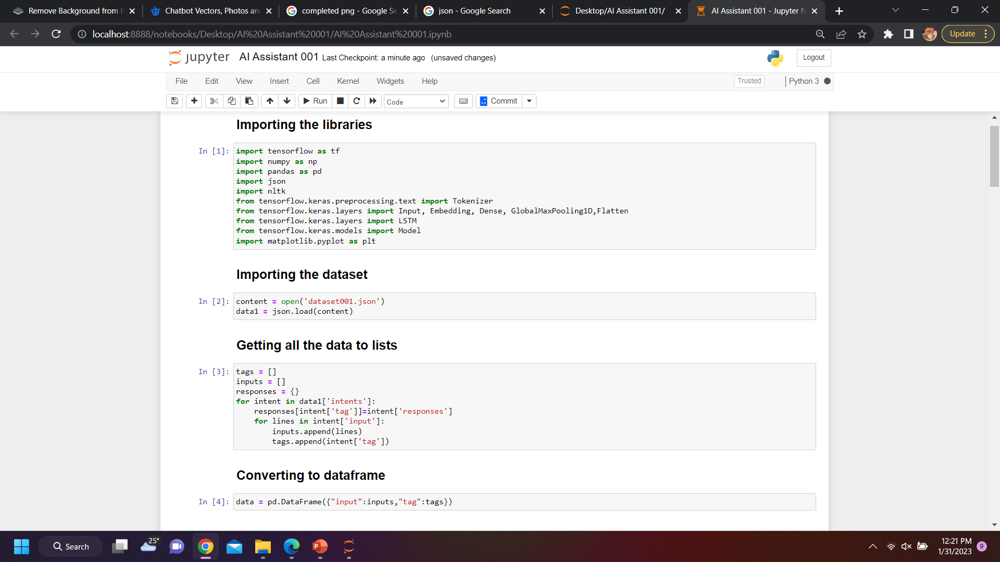 Remove Background from I
Chatbot Vectors, Photos an
completed png - Google Se
json - Google Search
Desktop/AI Assistant 001/
AI Assistant 001 - Jupyter N
localhost:8888/notebooks/Desktop/AI%20Assistant%20001/AI%20Assistant%20001.ipynb
Update
jupyter AI Assistant 001 Last Checkpoint: a minute ago (unsaved changes)
Logout
File Edit View Insert Cell Kernel Widgets Help
Trusted
Python 3
Run
Code
Commit
Importing the libraries
In [1]:
import tensorflow as tf
import numpy as np
import pandas as pd
import json
import nltk
from tensorflow.keras.preprocessing.text import Tokenizer
from tensorflow.keras.layers import Input, Embedding, Dense, GlobalMaxPooling1D,Flatten
from tensorflow.keras.layers import LSTM
from tensorflow.keras.models import Model
import matplotlib.pyplot as plt
Importing the dataset
In [2]:
content = open('dataset001.json')
data1 = json.load(content)
Getting all the data to lists
In [3]:
tags = []
inputs = []
responses = {}
for intent in data1['intents']:
    responses[intent['tag']]=intent['responses']
    for lines in intent['input']:
        inputs.append(lines)
        tags.append(intent['tag'])
Converting to dataframe
In [4]:
data = pd.DataFrame({"input":inputs,"tag":tags})
Search
25°
12:21 PM
1/31/2023
9